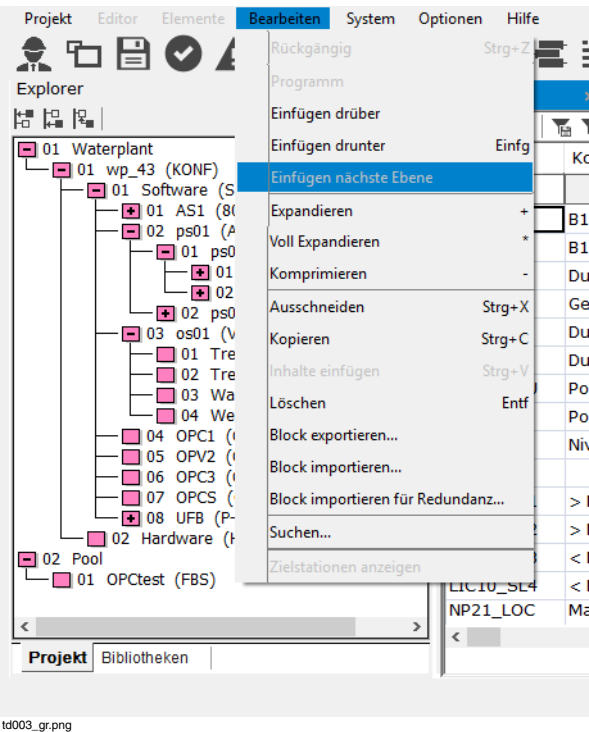 Projekt Editor Elemente Bearbeiten System Optionen Hilfe
Explorer
Rückgängig Strg+Z
Programm
Einfügen drüber
Einfügen drunter Einfg
Einfügen nächste Ebene
Expandieren +
Voll Expandieren *
Komprimieren -
Ausschneiden Strg+X
Kopieren Strg+C
Inhalte einfügen Strg+V
Löschen Entf
Block exportieren...
Block importieren...
Block importieren für Redundanz...
Suchen...
Zielstationen anzeigen
01 Waterplant
01 wp_43 (KONF)
01 Software (S
01 AS1 (80
02 ps01 (A
01 ps0
01
02
02 ps0
03 os01 (V
01 Tre
02 Tre
03 Wa
04 We
04 OPC1 (
05 OPV2 (
06 OPC3 (
07 OPCS (
08 UFB (P-
02 Hardware (H
02 Pool
01 OPCtest (FBS)
Projekt Bibliotheken
Ko
B1
B1
Du
Ge
Du
Du
Po
Po
Niv
LIC10_SL4
NP21_LOC Ma
td003_gr.png